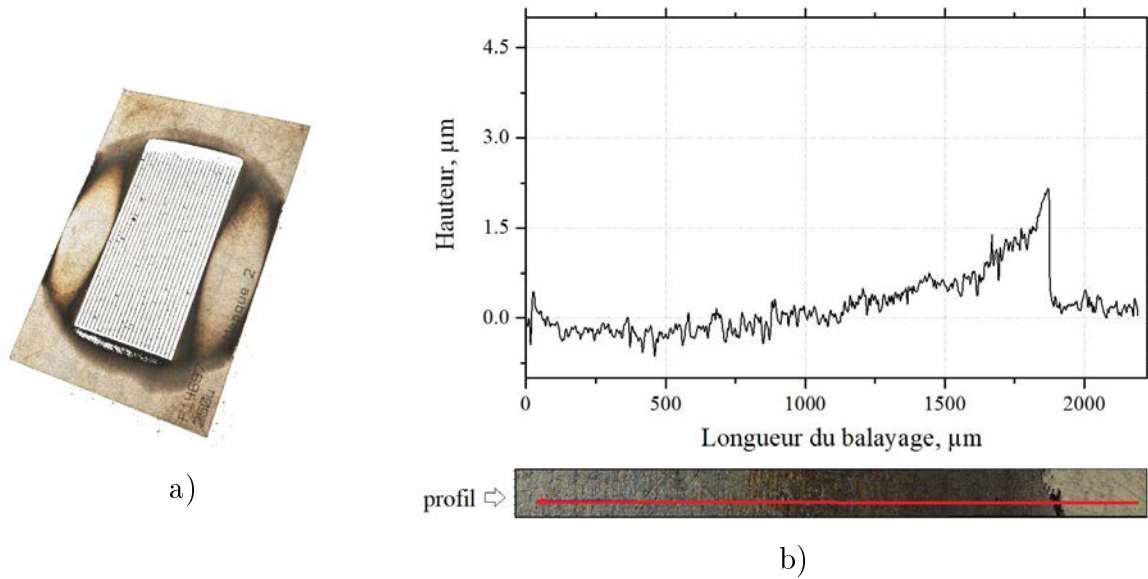 4.5
3.0
1.5
0.0
Hauteur, µm
0 500 1000 1500 2000
Longueur du balayage, µm
profil
a)
b)